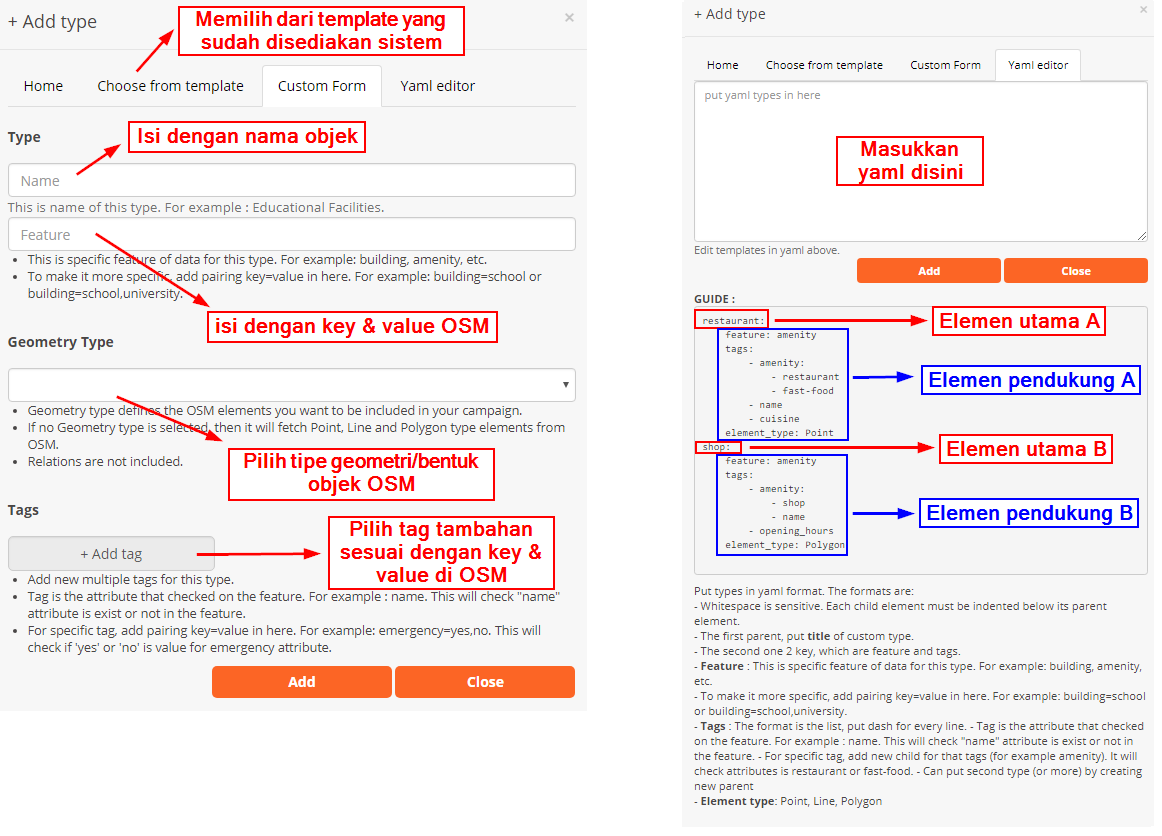 + Add type
×
Memilih dari template yang
sudah disediakan sistem
Home
Choose from template
Custom Form
Yaml editor
Type
Isi dengan nama objek
Name
This is name of this type. For example : Educational Facilities.
Feature
• This is specific feature of data for this type. For example: building, amenity, etc.
• To make it more specific, add pairing key=value in here. For example: building=school or
building=school,university.
isi dengan key & value OSM
Geometry Type
• Geometry type defines the OSM elements you want to be included in your campaign.
• If no Geometry type is selected, then it will fetch Point, Line and Polygon type elements from
OSM.
• Relations are not included.
Pilih tipe geometri/bentuk
objek OSM
Tags
+ Add tag
Pilih tag tambahan
sesuai dengan key &
value di OSM
• Add new multiple tags for this type.
• Tag is the attribute that checked on the feature. For example : name. This will check "name"
attribute is exist or not in the feature.
• For specific tag, add pairing key=value in here. For example: emergency=yes,no. This will
check if 'yes' or 'no' is value for emergency attribute.
Add
Close
+ Add type
×
Home
Choose from template
Custom Form
Yaml editor
put yaml types in here
Masukkan
yaml disini
Edit templates in yaml above.
Add
Close
GUIDE :
restaurant:
Elemen utama A
feature: amenity
tags:
- amenity:
- restaurant
- fast-food
- name
- cuisine
element_type: Point
Elemen pendukung A
shop:
Elemen utama B
feature: amenity
tags:
- amenity:
- shop
- name
- opening_hours
element_type: Polygon
Elemen pendukung B
Put types in yaml format. The formats are:
- Whitespace is sensitive. Each child element must be indented below its parent
element.
- The first parent, put title of custom type.
- The second one 2 key, which are feature and tags.
- Feature : This is specific feature of data for this type. For example: building, amenity,
etc.
- To make it more specific, add pairing key=value in here. For example: building=school
or building=school,university.
- Tags : The format is the list, put dash for every line. - Tag is the attribute that checked
on the feature. For example : name. This will check "name" attribute is exist or not in
the feature. - For specific tag, add new child for that tags (for example amenity). It will
check attributes is restaurant or fast-food. - Can put second type (or more) by creating
new parent
- Element type: Point, Line, Polygon